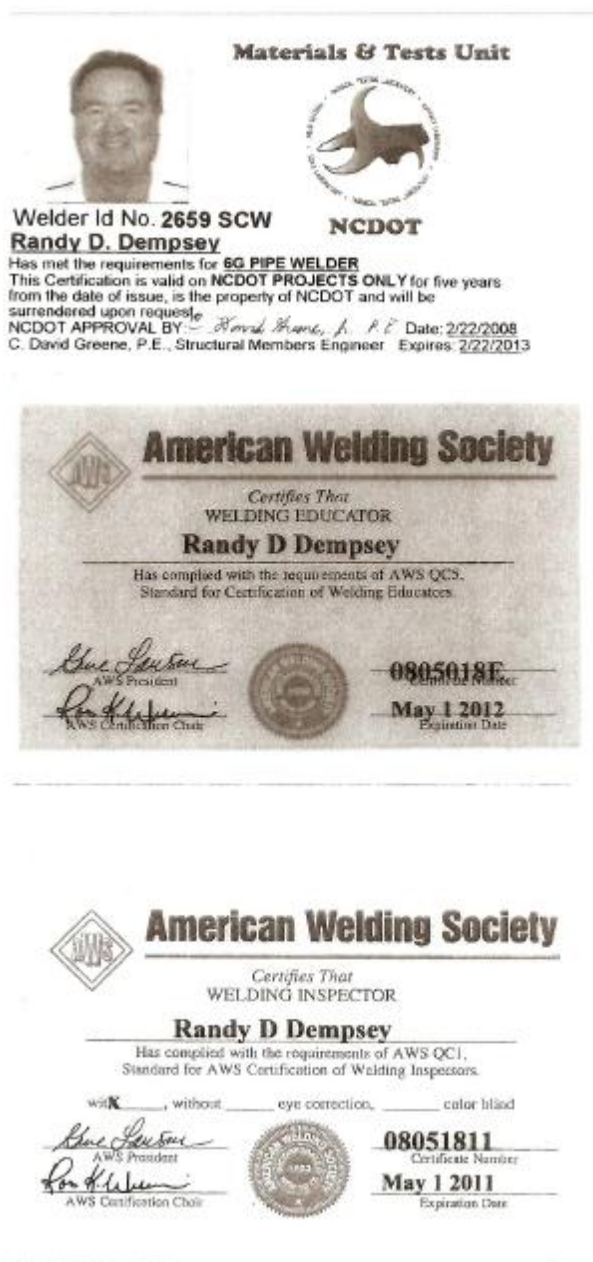 Materials & Tests Unit
NCDOT
Welder Id No. 2659 SCW
Randy D. Dempsey
Has met the requirements for 6G PIPE WELDER
This Certification is valid on NCDOT PROJECTS ONLY for five years
from the date of issue, is the property of NCDOT and will be
surrendered upon request
NCDOT APPROVAL BY: Date: 2/22/2008
C. David Greene, P.E., Structural Members Engineer Expires: 2/22/2013
AWS
American Welding Society
Certifies That
WELDING EDUCATOR
Randy D Dempsey
Has complied with the requirements of AWS QC5,
Standard for Certification of Welding Educators.
AWS President
0805018E
Certificate Number
AWS Certification Chair
May 1 2012
Expiration Date
AWS
American Welding Society
Certifies That
WELDING INSPECTOR
Randy D Dempsey
Has complied with the requirements of AWS QC1,
Standard for AWS Certification of Welding Inspectors.
with X, without eye correction, color blind
AWS President
08051811
Certificate Number
AWS Certification Chair
May 1 2011
Expiration Date